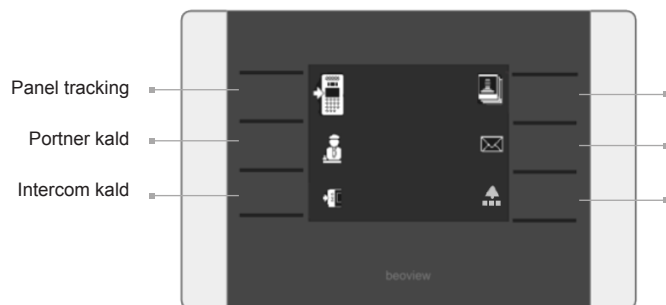 Panel tracking
Portner kald
Intercom kald
beoview